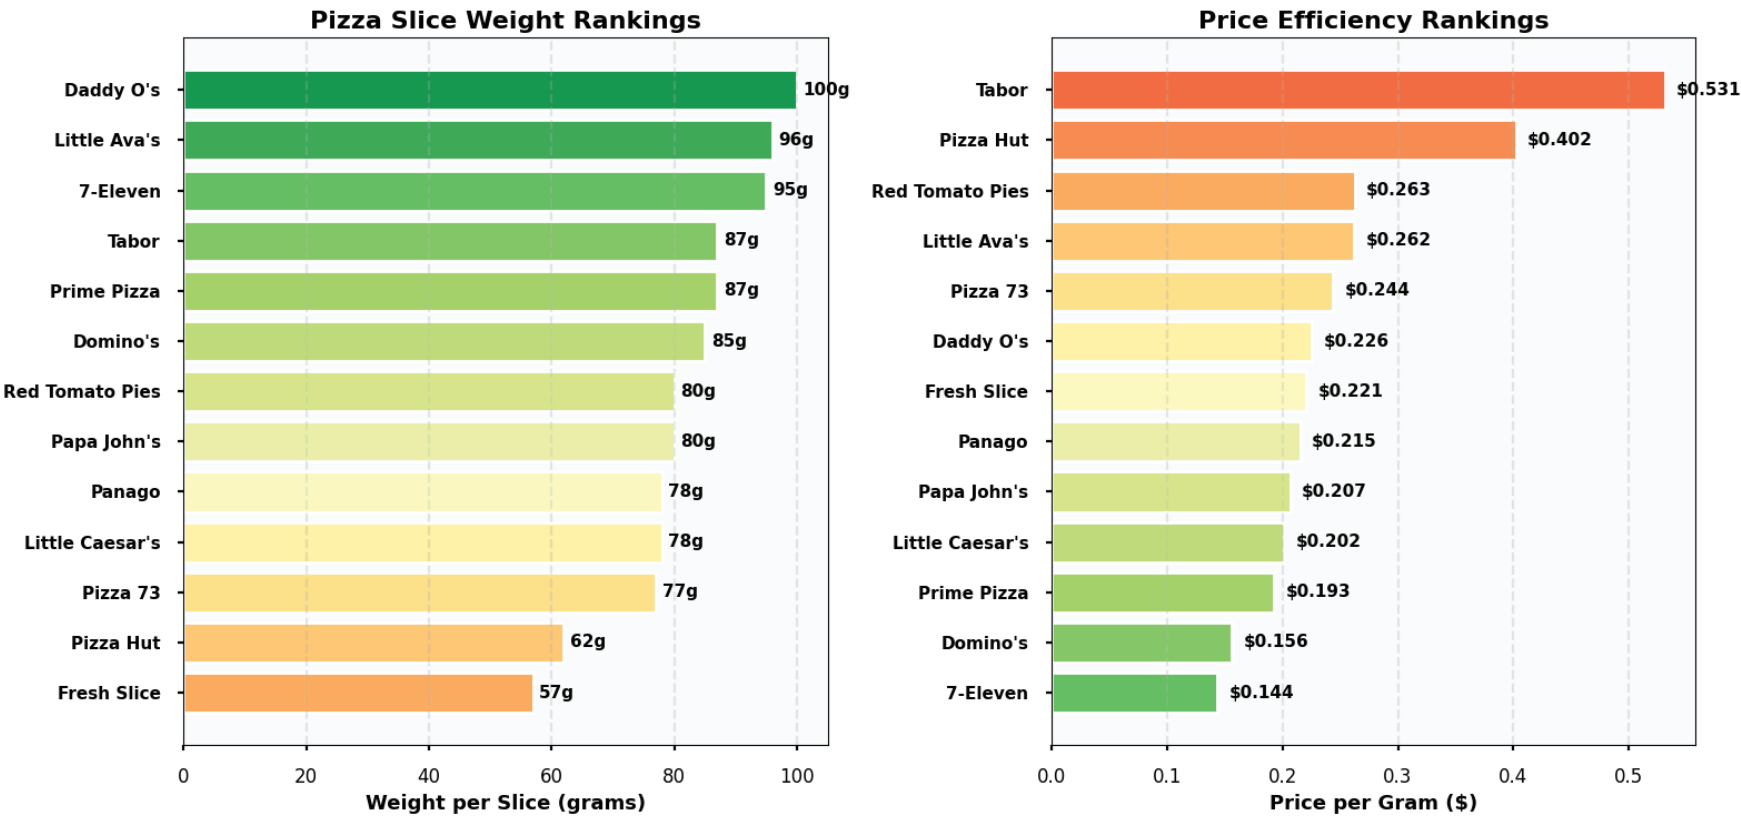 Pizza Slice Weight Rankings
Daddy O's 100g
Little Ava's 96g
7-Eleven 95g
Tabor 87g
Prime Pizza 87g
Domino's 85g
Red Tomato Pies 80g
Papa John's 80g
Panago 78g
Little Caesar's 78g
Pizza 73 77g
Pizza Hut 62g
Fresh Slice 57g
0 20 40 60 80 100
Weight per Slice (grams)
Price Efficiency Rankings
Tabor $0.531
Pizza Hut $0.402
Red Tomato Pies $0.263
Little Ava's $0.262
Pizza 73 $0.244
Daddy O's $0.226
Fresh Slice $0.221
Panago $0.215
Papa John's $0.207
Little Caesar's $0.202
Prime Pizza $0.193
Domino's $0.156
7-Eleven $0.144
0.0 0.1 0.2 0.3 0.4 0.5
Price per Gram ($)